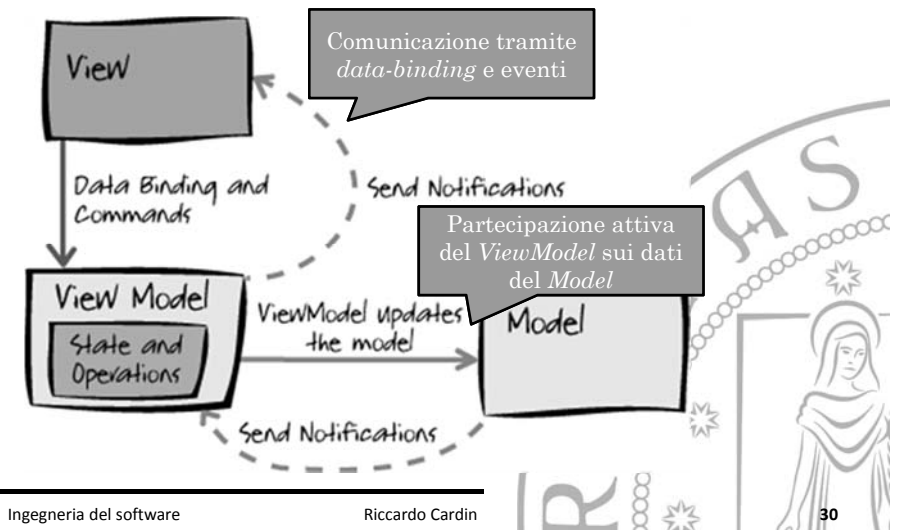 View
Comunicazione tramite
data-binding e eventi
Data Binding and
Commands
Send Notifications
Partecipazione attiva
del ViewModel sui dati
del Model
View Model
State and
Operations
ViewModel updates
the model
Model
Send Notifications
AS
R
Ingegneria del software
Riccardo Cardin
30